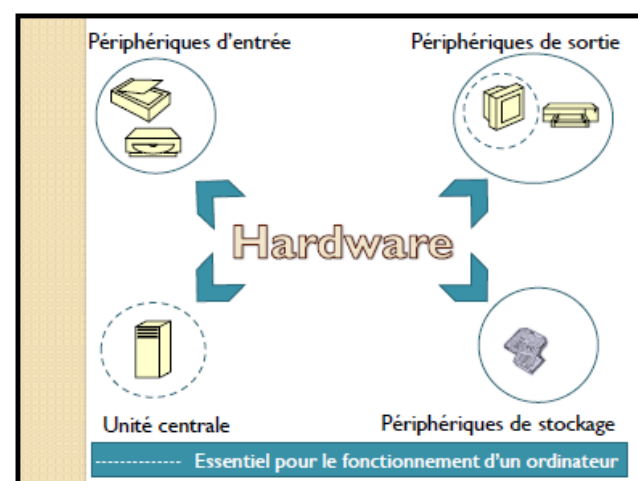 Périphériques d'entrée
Périphériques de sortie
Hardware
Unité centrale
Périphériques de stockage
Essentiel pour le fonctionnement d'un ordinateur